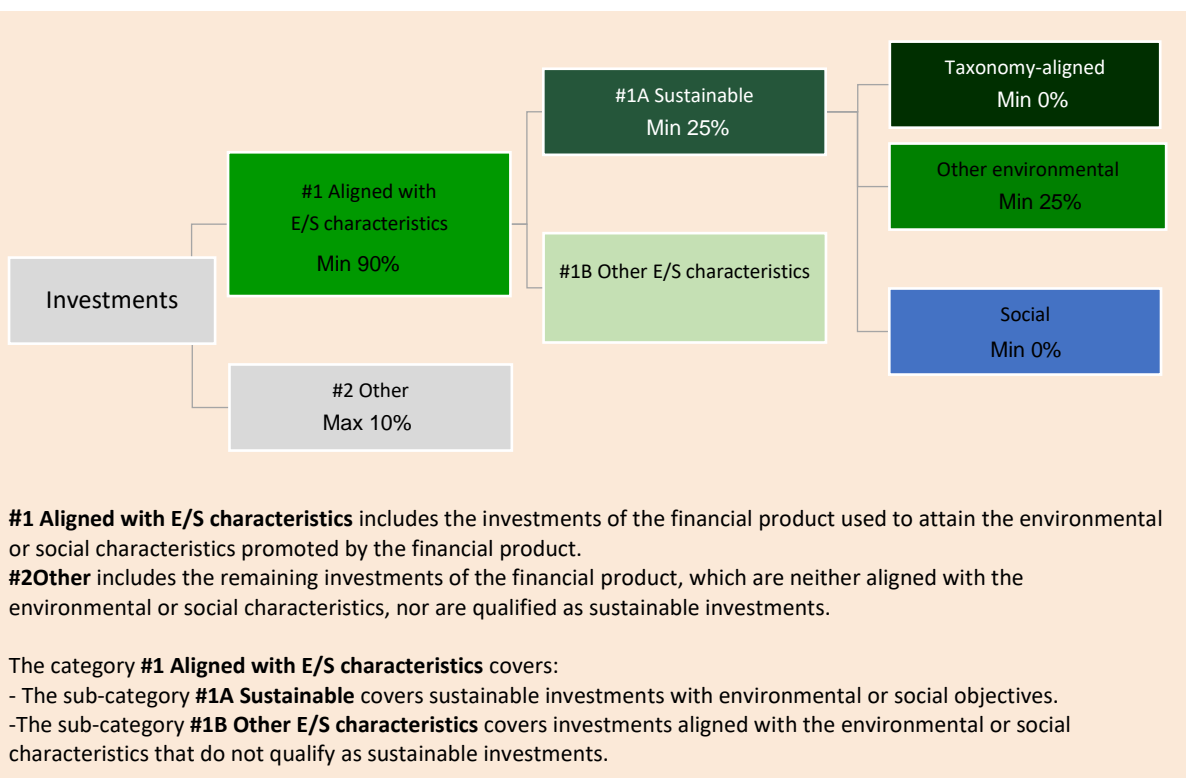 Investments
#1 Aligned with
E/S characteristics
Min 90%
#2 Other
Max 10%
#1A Sustainable
Min 25%
#1B Other E/S characteristics
Taxonomy-aligned
Min 0%
Other environmental
Min 25%
Social
Min 0%
#1 Aligned with E/S characteristics includes the investments of the financial product used to attain the environmental
or social characteristics promoted by the financial product.
#2Other includes the remaining investments of the financial product, which are neither aligned with the
environmental or social characteristics, nor are qualified as sustainable investments.
The category #1 Aligned with E/S characteristics covers:
- The sub-category #1A Sustainable covers sustainable investments with environmental or social objectives.
-The sub-category #1B Other E/S characteristics covers investments aligned with the environmental or social
characteristics that do not qualify as sustainable investments.